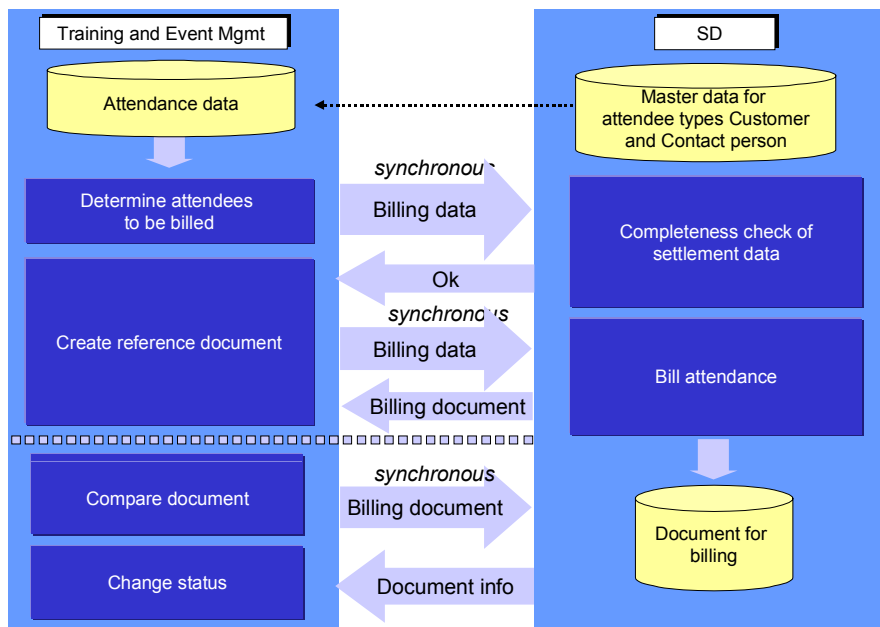 Training and Event Mgmt
SD
Attendance data
Master data for
attendee types Customer
and Contact person
synchronous
Determine attendees
to be billed
Billing data
Completeness check of
settlement data
Ok
synchronous
Create reference document
Billing data
Bill attendance
Billing document
synchronous
Compare document
Billing document
Document for
billing
Change status
Document info